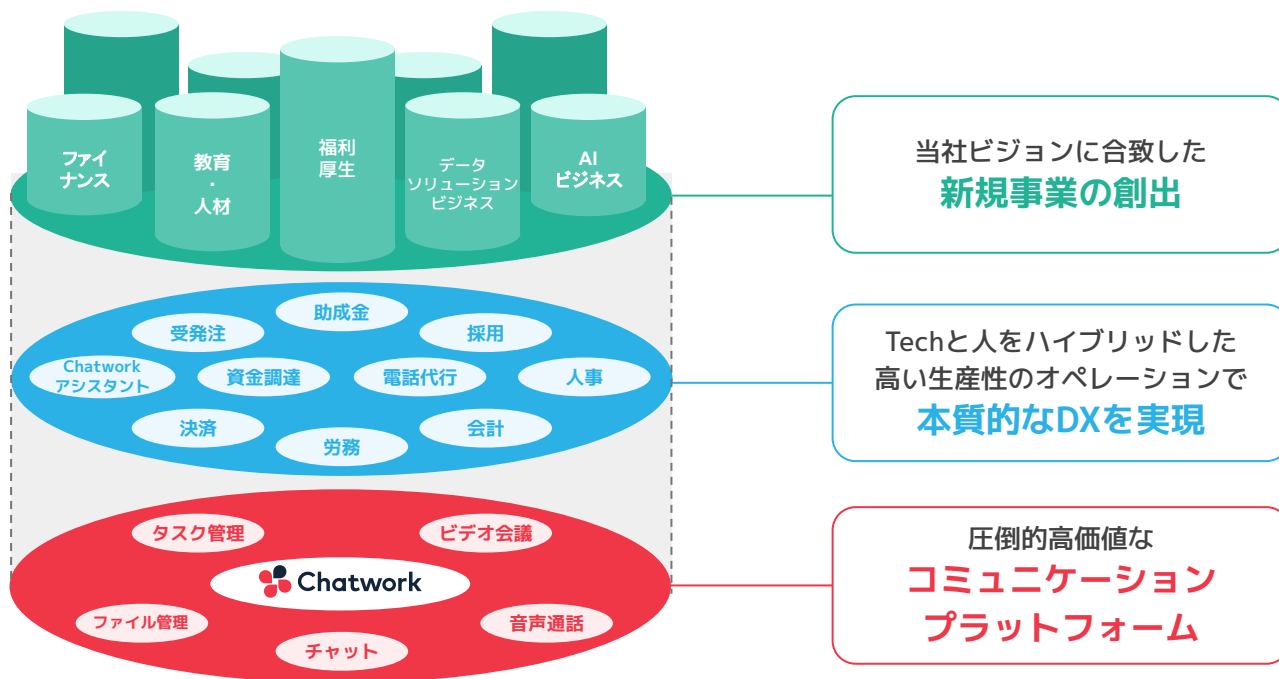 ファイ
ナンス
教育
・
人材
福利
厚生
データ
ソリューション
ビジネス
AI
ビジネス
当社ビジョンに合致した
新規事業の創出
助成金
受発注
採用
Chatwork
アシスタント
資金調達
電話代行
人事
決済
会計
労務
Techと人をハイブリッドした
高い生産性のオペレーションで
本質的なDXを実現
タスク管理
ビデオ会議
Chatwork
ファイル管理
音声通話
チャット
圧倒的高価値な
コミュニケーション
プラットフォーム